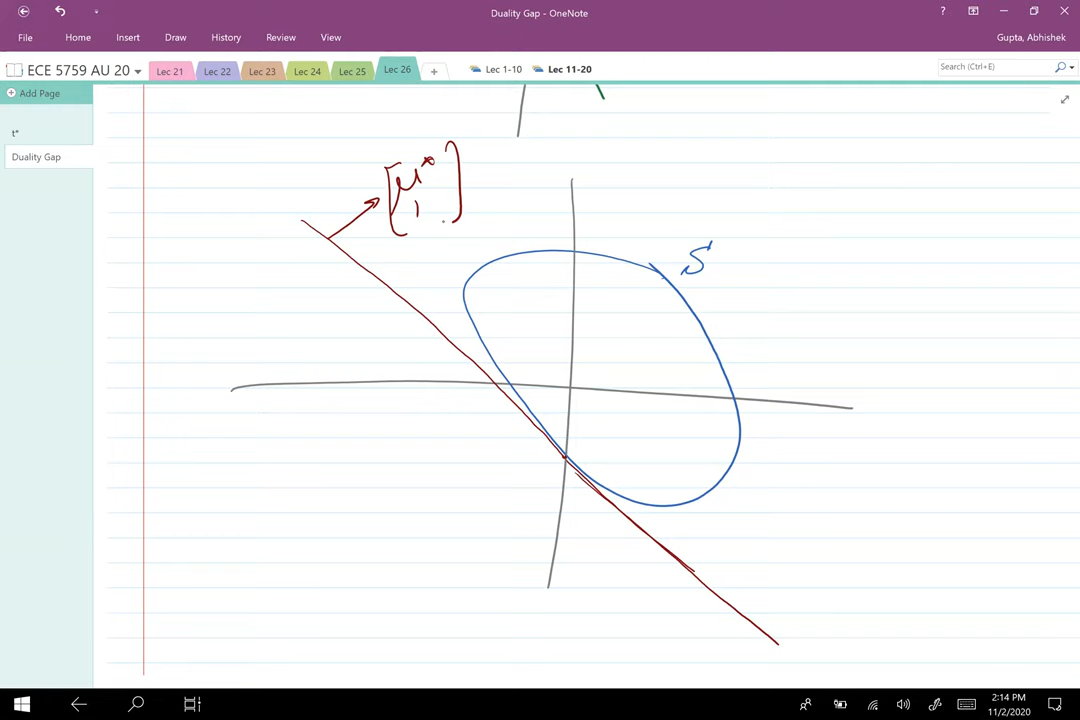 Duality Gap - OneNote
?
File Home Insert Draw History Review View
Gupta, Abhishek
ECE 5759 AU 20
Lec 21
Lec 22
Lec 23
Lec 24
Lec 25
Lec 26
+
Lec 1-10
Lec 11-20
Search (Ctrl+E)
Add Page
t*
Duality Gap
[μ*
1]
S
2:14 PM
11/2/2020